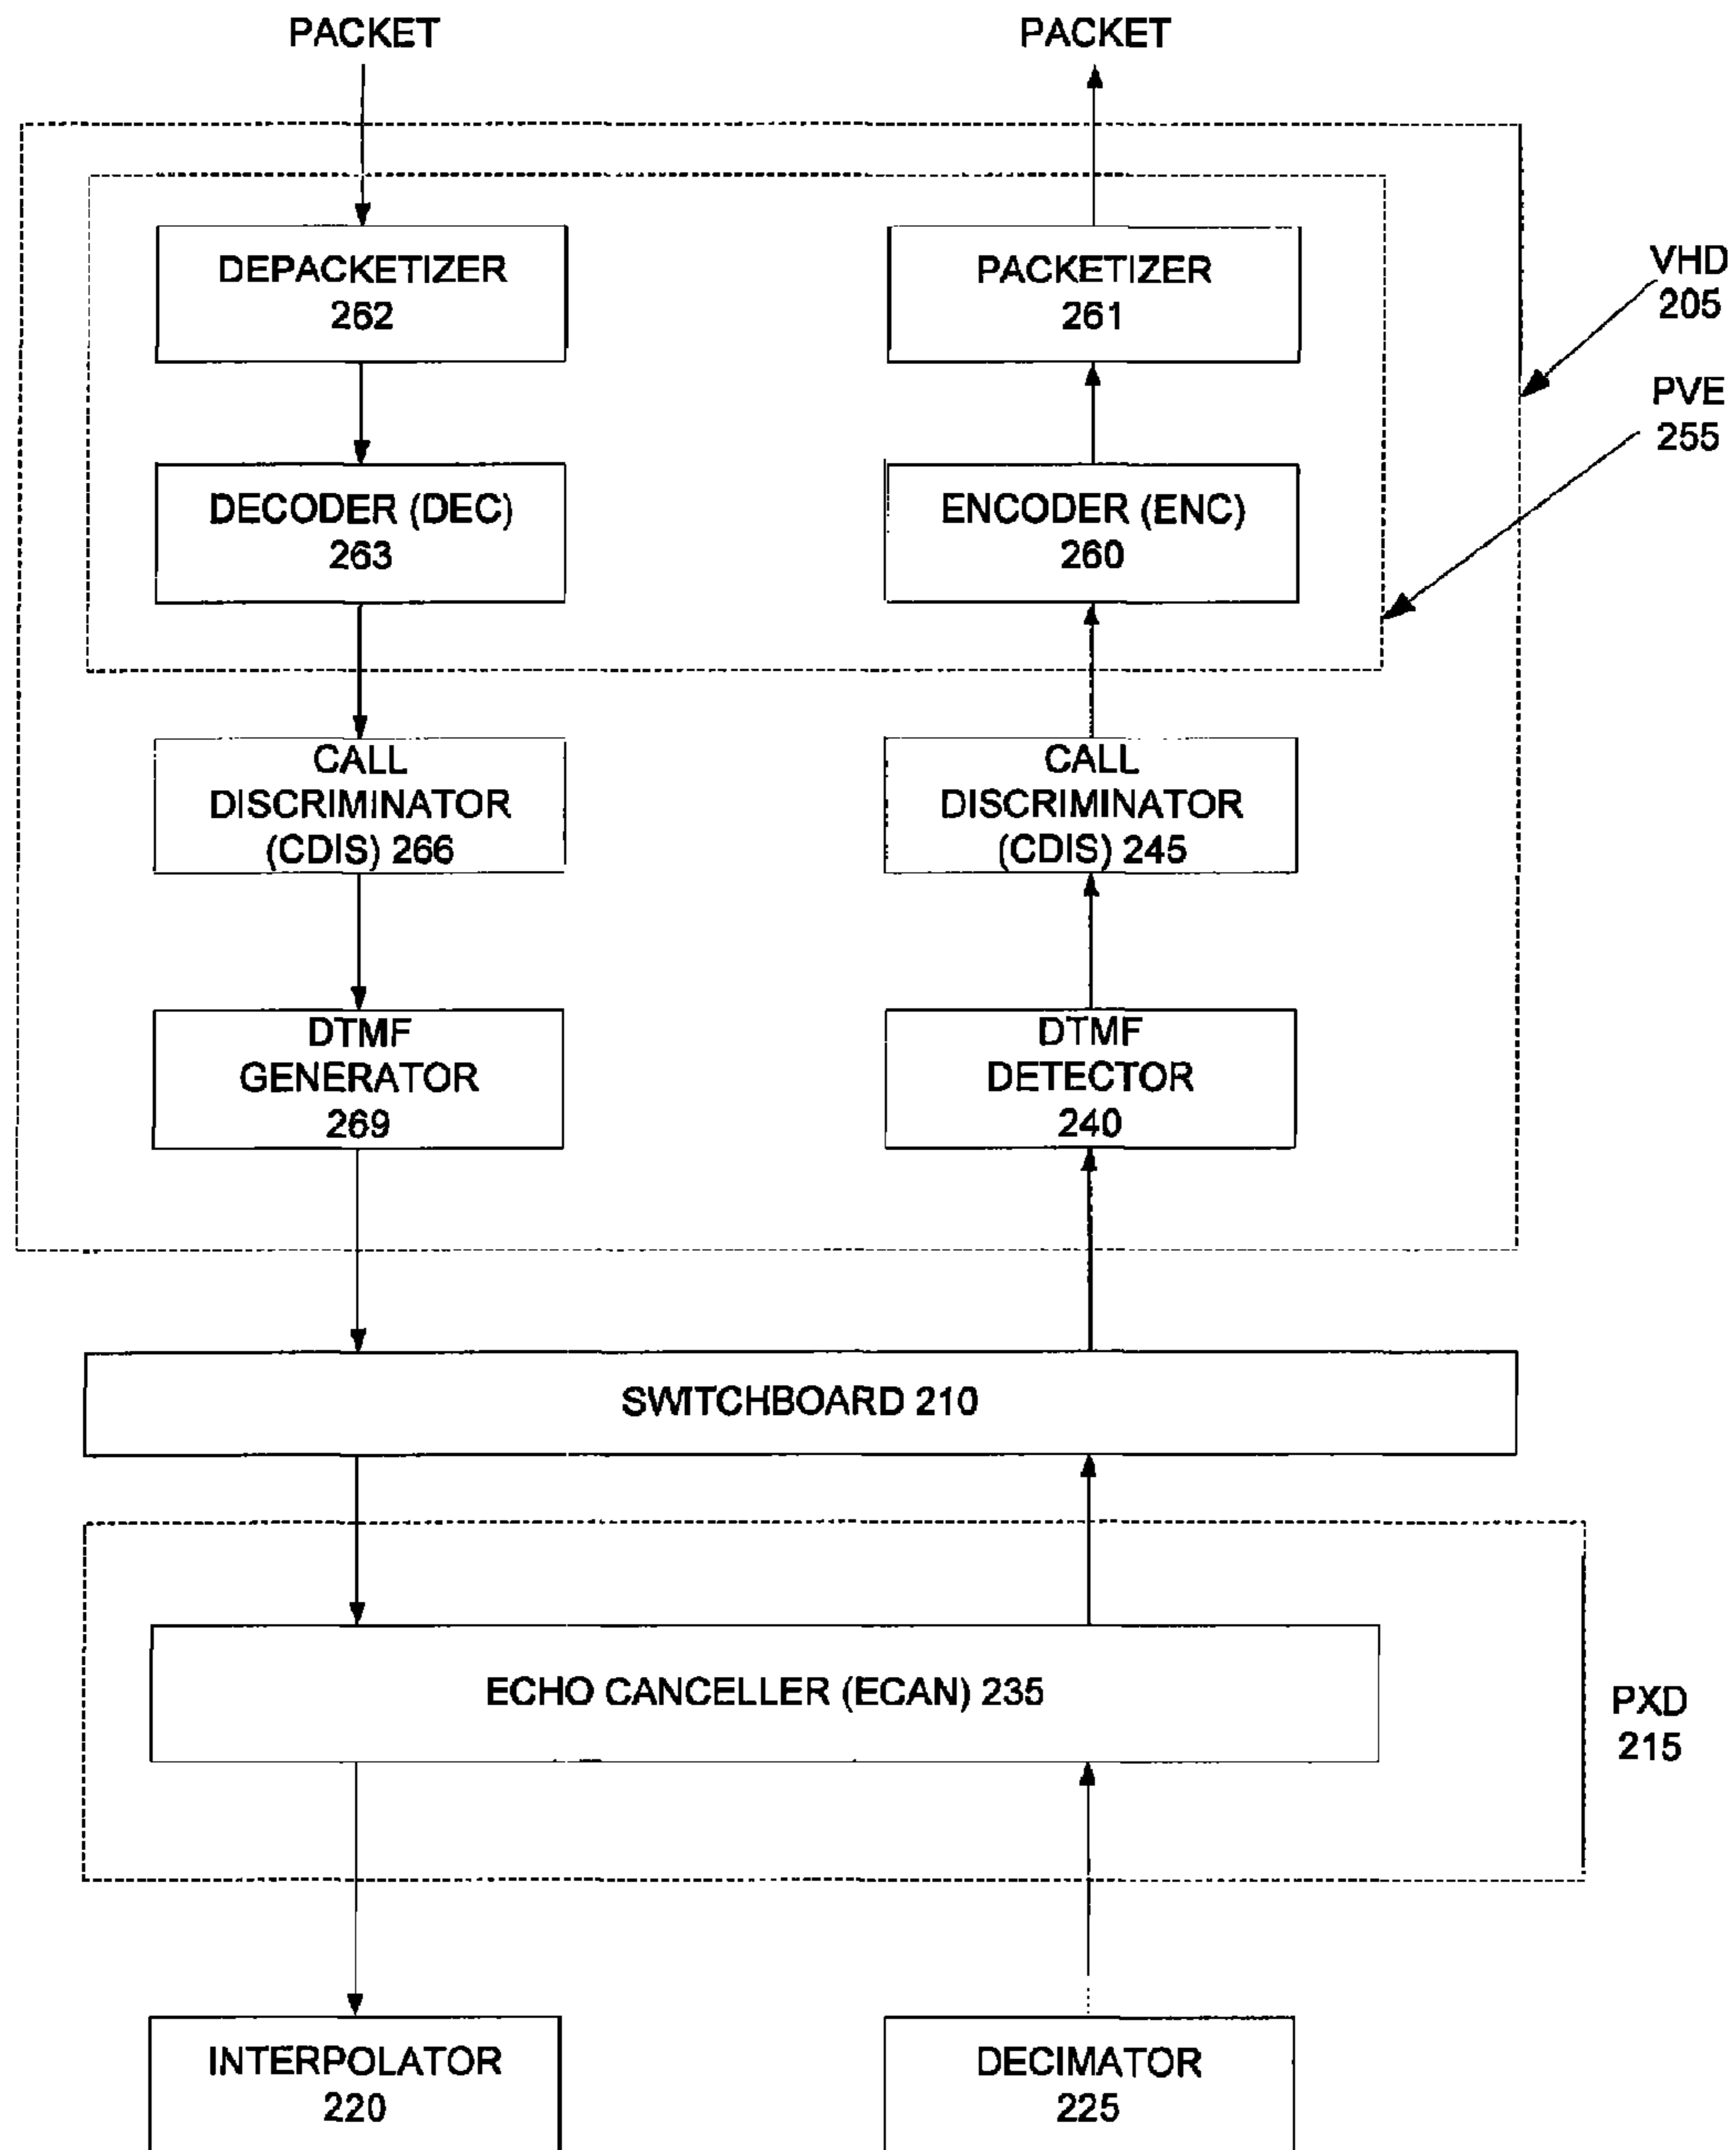 PACKET
PACKET
DEPACKETIZER
262
PACKETIZER
261
VHD
205
PVE
255
DECODER (DEC)
263
ENCODER (ENC)
260
CALL
DISCRIMINATOR
(CDIS) 266
CALL
DISCRIMINATOR
(CDIS) 245
DTMF
GENERATOR
269
DTMF
DETECTOR
240
SWITCHBOARD 210
ECHO CANCELLER (ECAN) 235
PXD
215
INTERPOLATOR
220
DECIMATOR
225